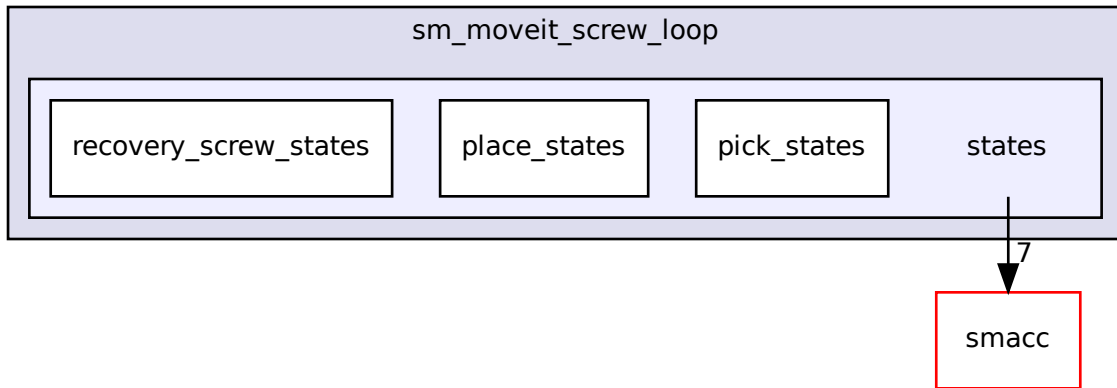 sm_moveit_screw_loop
recovery_screw_states
place_states
pick_states
states
7
smacc